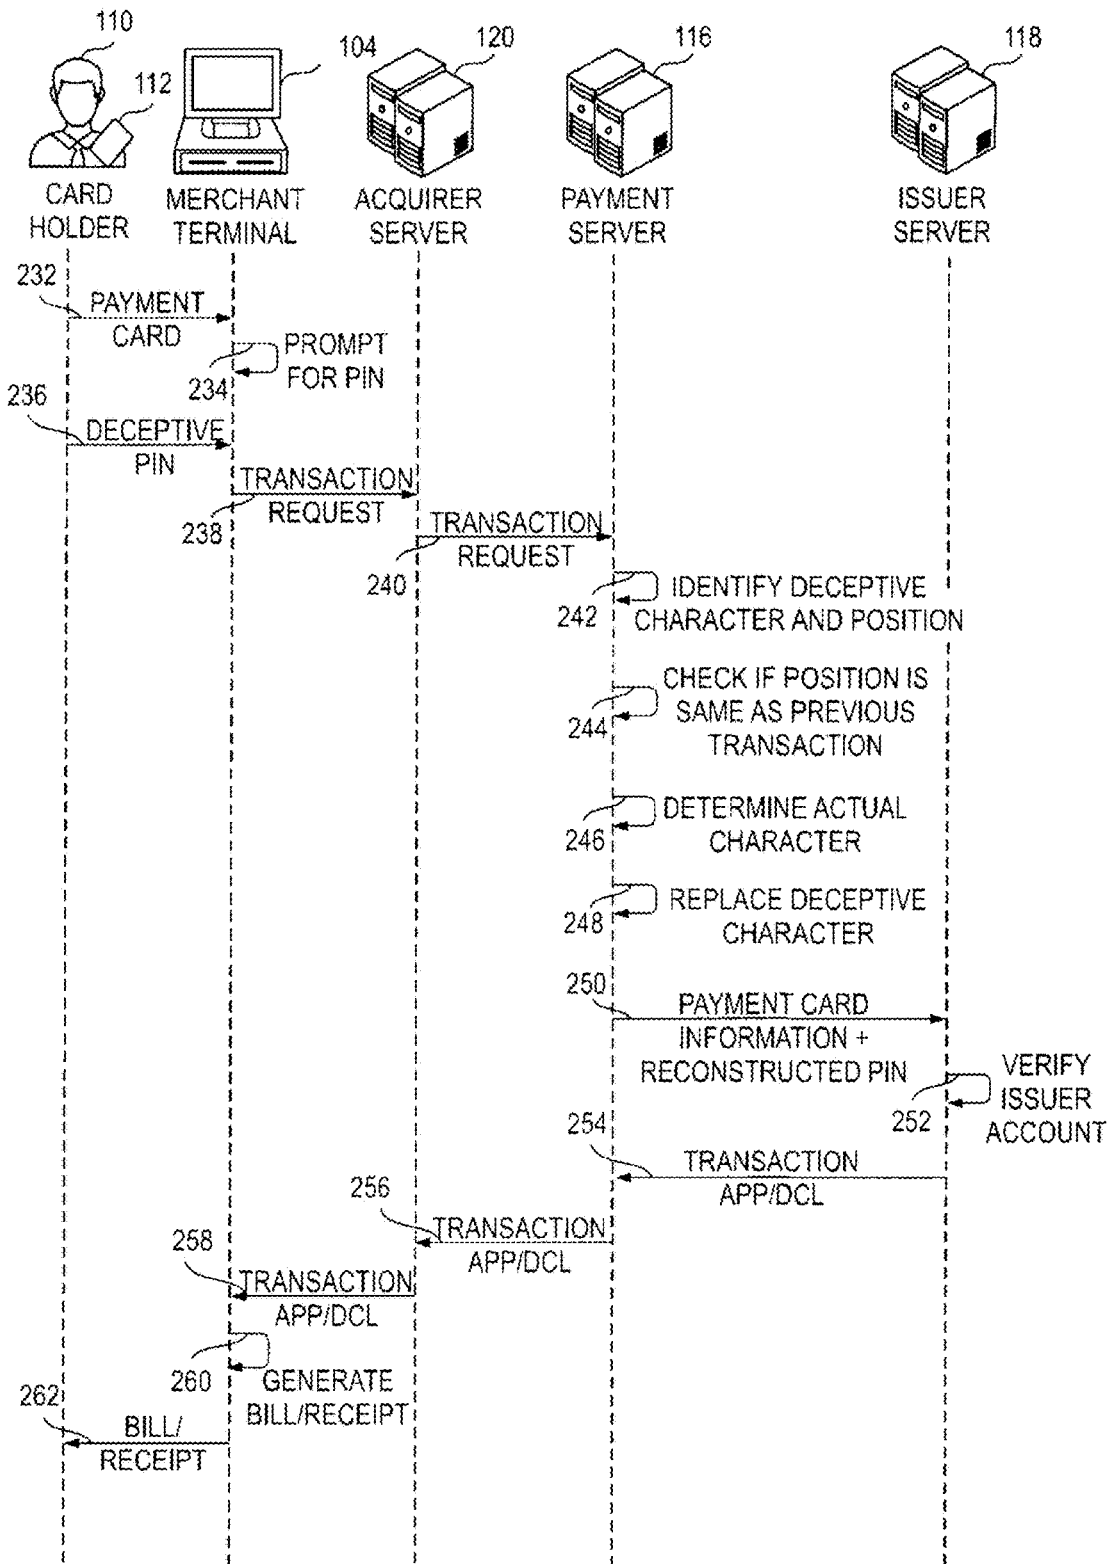 110
112
104
120
116
118
CARD
HOLDER
MERCHANT
TERMINAL
ACQUIRER
SERVER
PAYMENT
SERVER
ISSUER
SERVER
232
PAYMENT
CARD
234
PROMPT
FOR PIN
236
DECEPTIVE
PIN
238
TRANSACTION
REQUEST
240
TRANSACTION
REQUEST
242
IDENTIFY DECEPTIVE
CHARACTER AND POSITION
244
CHECK IF POSITION IS
SAME AS PREVIOUS
TRANSACTION
246
DETERMINE ACTUAL
CHARACTER
248
REPLACE DECEPTIVE
CHARACTER
250
PAYMENT CARD
INFORMATION +
RECONSTRUCTED PIN
252
VERIFY
ISSUER
ACCOUNT
254
TRANSACTION
APP/DCL
256
TRANSACTION
APP/DCL
258
TRANSACTION
APP/DCL
260
GENERATE
BILL/RECEIPT
262
BILL/
RECEIPT